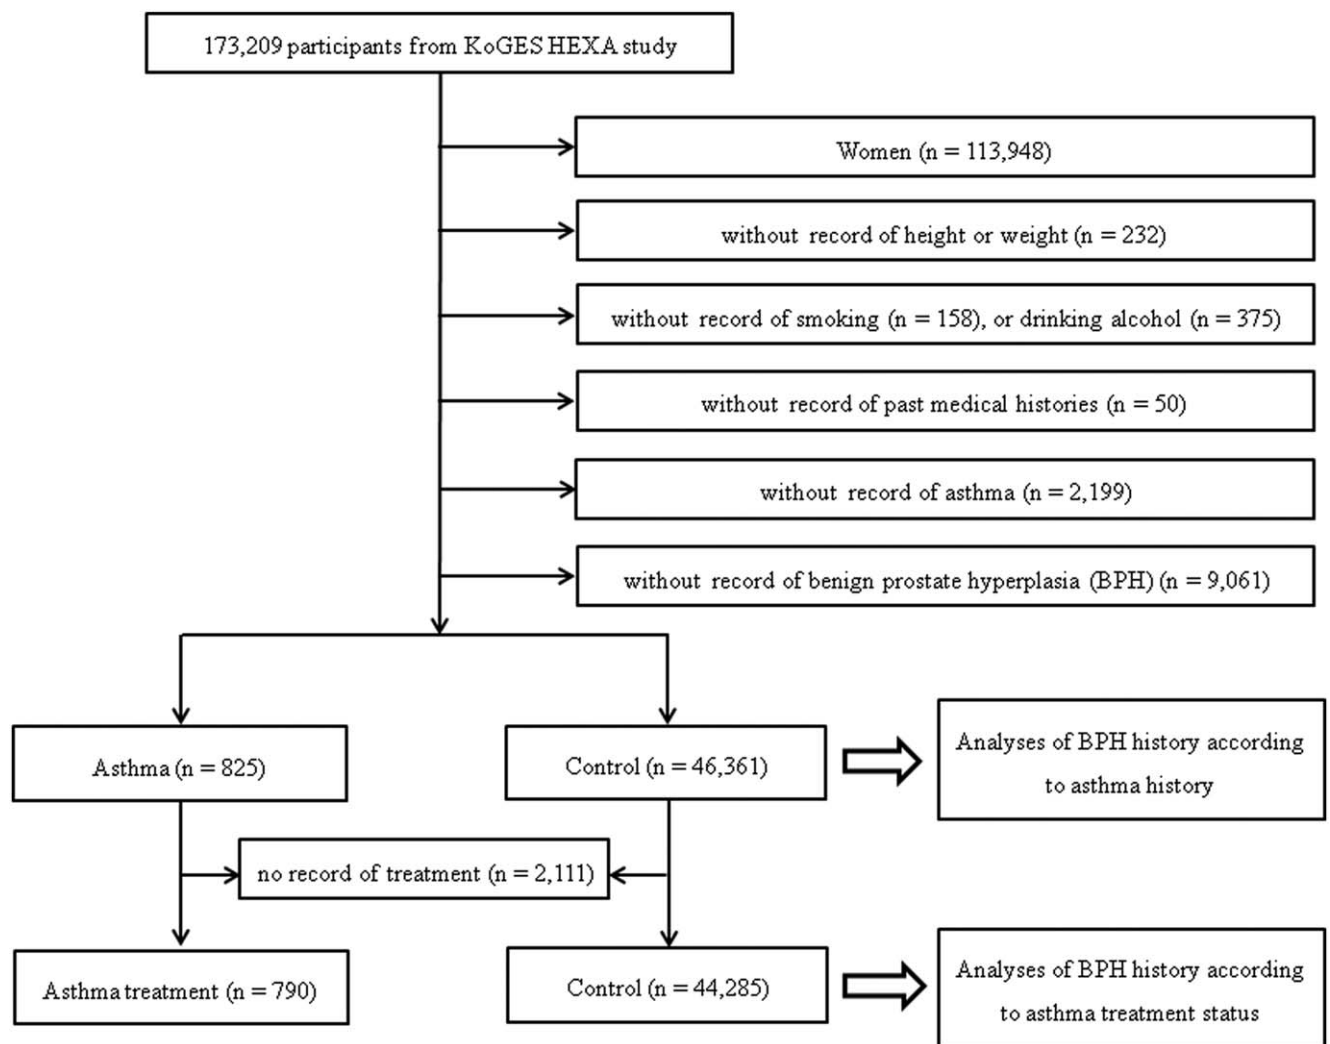 173,209 participants from KoGES HEXA study
Women (n = 113,948)
without record of height or weight (n = 232)
without record of smoking (n = 158), or drinking alcohol (n = 375)
without record of past medical histories (n = 50)
without record of asthma (n = 2,199)
without record of benign prostate hyperplasia (BPH) (n = 9,061)
Asthma (n = 825)
Control (n = 46,361)
Analyses of BPH history according
to asthma history
no record of treatment (n = 2,111)
Asthma treatment (n = 790)
Control (n = 44,285)
Analyses of BPH history according
to asthma treatment status